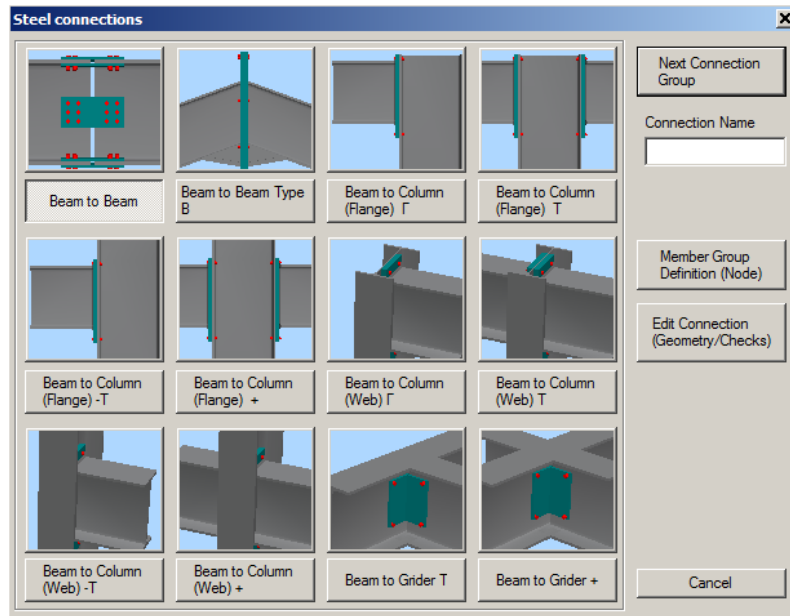 Steel connections
Beam to Beam
Beam to Beam Type
B
Beam to Column
(Flange) Γ
Beam to Column
(Flange) T
Beam to Column
(Flange) -T
Beam to Column
(Flange) +
Beam to Column
(Web) Γ
Beam to Column
(Web) T
Beam to Column
(Web) -T
Beam to Column
(Web) +
Beam to Grider T
Beam to Grider +
Next Connection
Group
Connection Name
Member Group
Definition (Node)
Edit Connection
(Geometry/Checks)
Cancel